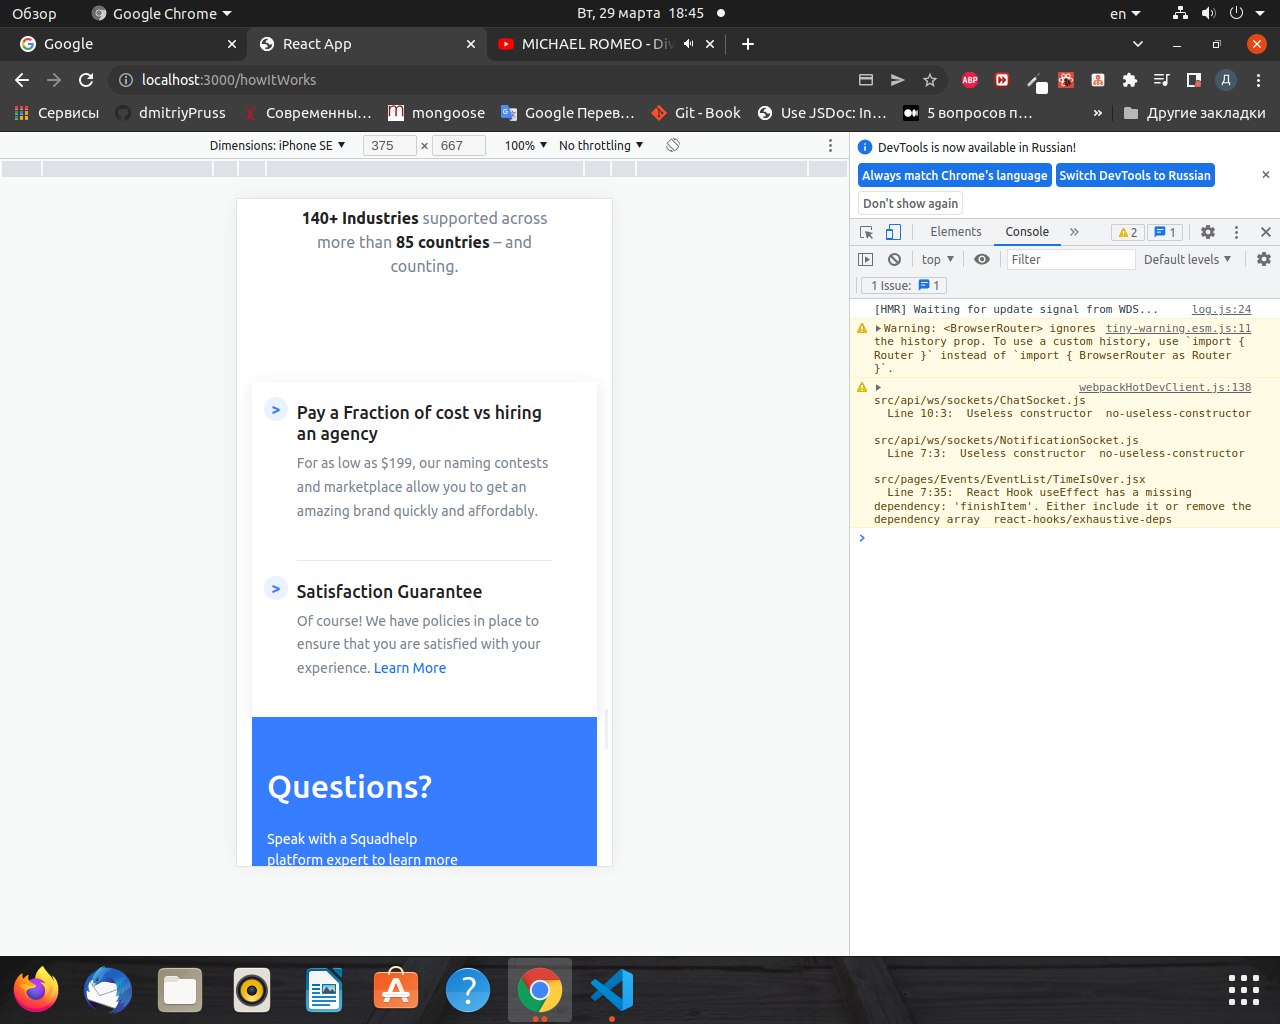 Обзор
Google Chrome
Вт, 29 марта 18:45
en
Google
React App
MICHAEL ROMEO - Div
localhost:3000/howItWorks
ABP
Д
Сервисы
dmitriyPruss
Современны...
mongoose
Google Перев...
Git - Book
Use JSDoc: In...
5 вопросов п...
»
Другие закладки
Dimensions: iPhone SE
375 × 667
100%
No throttling
140+ Industries supported across
more than 85 countries – and
counting.
> Pay a Fraction of cost vs hiring
an agency
For as low as $199, our naming contests
and marketplace allow you to get an
amazing brand quickly and affordably.
> Satisfaction Guarantee
Of course! We have policies in place to
ensure that you are satisfied with your
experience. Learn More
Questions?
Speak with a Squadhelp
platform expert to learn more
DevTools is now available in Russian!
Always match Chrome's language
Switch DevTools to Russian
Don't show again
Elements
Console
»
2
1
top
Filter
Default levels
1 Issue: 1
[HMR] Waiting for update signal from WDS... log.js:24
Warning: <BrowserRouter> ignores tiny-warning.esm.js:11
the history prop. To use a custom history, use `import {
Router }` instead of `import { BrowserRouter as Router
}`.
webpackHotDevClient.js:138
src/api/ws/sockets/ChatSocket.js
Line 10:3: Useless constructor no-useless-constructor
src/api/ws/sockets/NotificationSocket.js
Line 7:3: Useless constructor no-useless-constructor
src/pages/Events/EventList/TimeIsOver.jsx
Line 7:35: React Hook useEffect has a missing
dependency: 'finishItem'. Either include it or remove the
dependency array react-hooks/exhaustive-deps
>